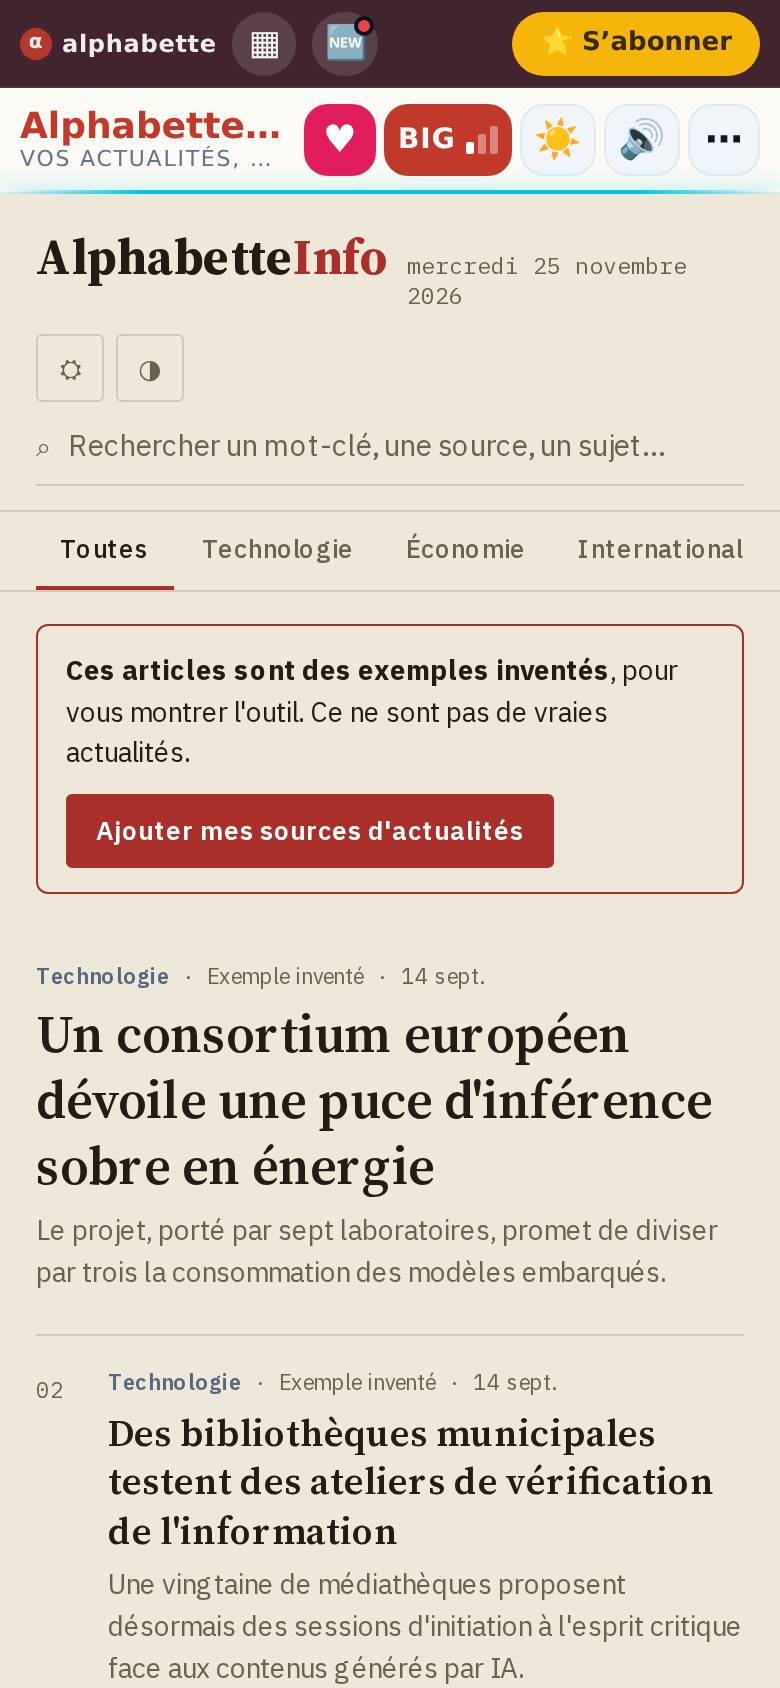 α alphabette NEW ⭐ S'abonner
Alphabette… BIG
VOS ACTUALITÉS, …
AlphabetteInfo mercredi 25 novembre
2026
Rechercher un mot-clé, une source, un sujet…
Toutes Technologie Économie International
Ces articles sont des exemples inventés, pour
vous montrer l'outil. Ce ne sont pas de vraies
actualités.
Ajouter mes sources d'actualités
Technologie · Exemple inventé · 14 sept.
Un consortium européen
dévoile une puce d'inférence
sobre en énergie
Le projet, porté par sept laboratoires, promet de diviser
par trois la consommation des modèles embarqués.
02 Technologie · Exemple inventé · 14 sept.
Des bibliothèques municipales
testent des ateliers de vérification
de l'information
Une vingtaine de médiathèques proposent
désormais des sessions d'initiation à l'esprit critique
face aux contenus générés par IA.